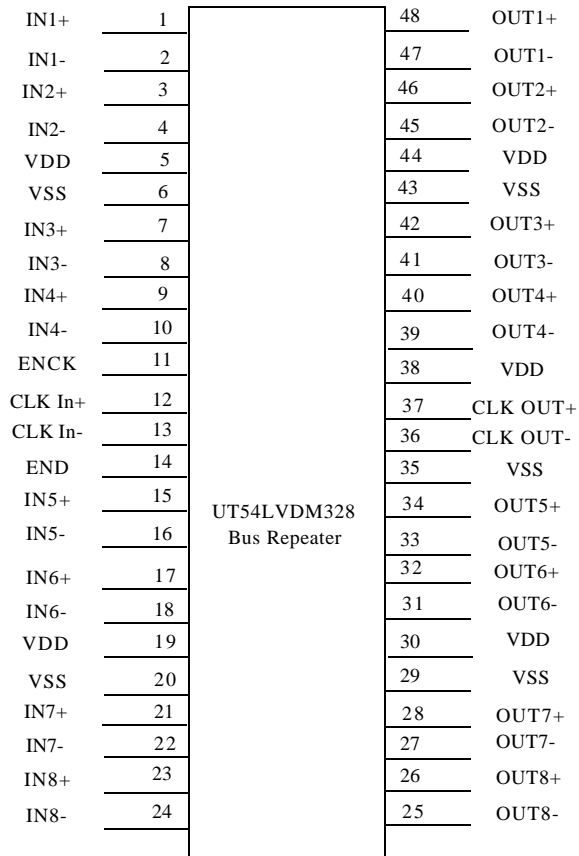 IN1+ 1 48 OUT1+
IN1- 2 47 OUT1-
IN2+ 3 46 OUT2+
IN2- 4 45 OUT2-
VDD 5 44 VDD
VSS 6 43 VSS
IN3+ 7 42 OUT3+
IN3- 8 41 OUT3-
IN4+ 9 40 OUT4+
IN4- 10 39 OUT4-
ENCK 11 38 VDD
CLK In+ 12 37 CLK OUT+
CLK In- 13 36 CLK OUT-
END 14 35 VSS
IN5+ 15 34 OUT5+
UT54LVDM328
IN5- 16 Bus Repeater 33 OUT5-
IN6+ 17 32 OUT6+
IN6- 18 31 OUT6-
VDD 19 30 VDD
VSS 20 29 VSS
IN7+ 21 28 OUT7+
IN7- 22 27 OUT7-
IN8+ 23 26 OUT8+
IN8- 24 25 OUT8-